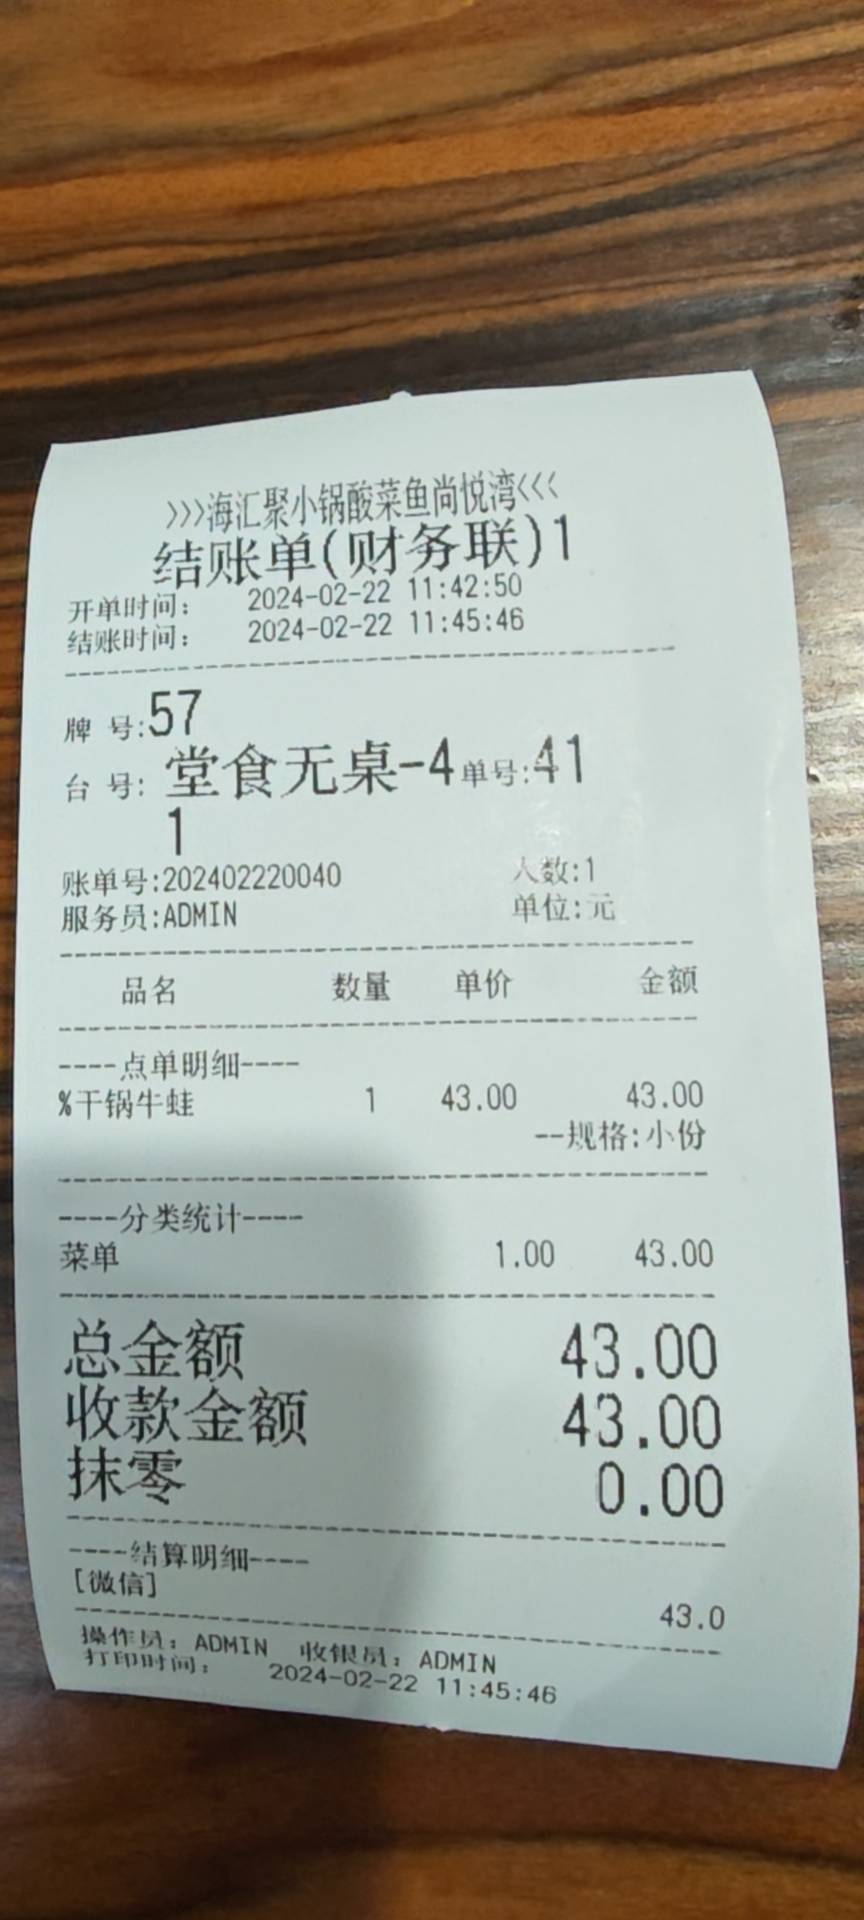 >>>海汇聚小锅酸菜鱼尚悦湾<<<
结账单(财务联)1
开单时间: 2024-02-22 11:42:50
结账时间: 2024-02-22 11:45:46
牌 号:57
台 号: 堂食无桌-4 单号:41
1
账单号:202402220040 人数:1
服务员:ADMIN 单位:元
品名 数量 单价 金额
----点单明细----
%干锅牛蛙 1 43.00 43.00
--规格:小份
----分类统计----
菜单 1.00 43.00
总金额 43.00
收款金额 43.00
抹零 0.00
----结算明细----
[微信]
43.0
操作员: ADMIN 收银员: ADMIN
打印时间: 2024-02-22 11:45:46